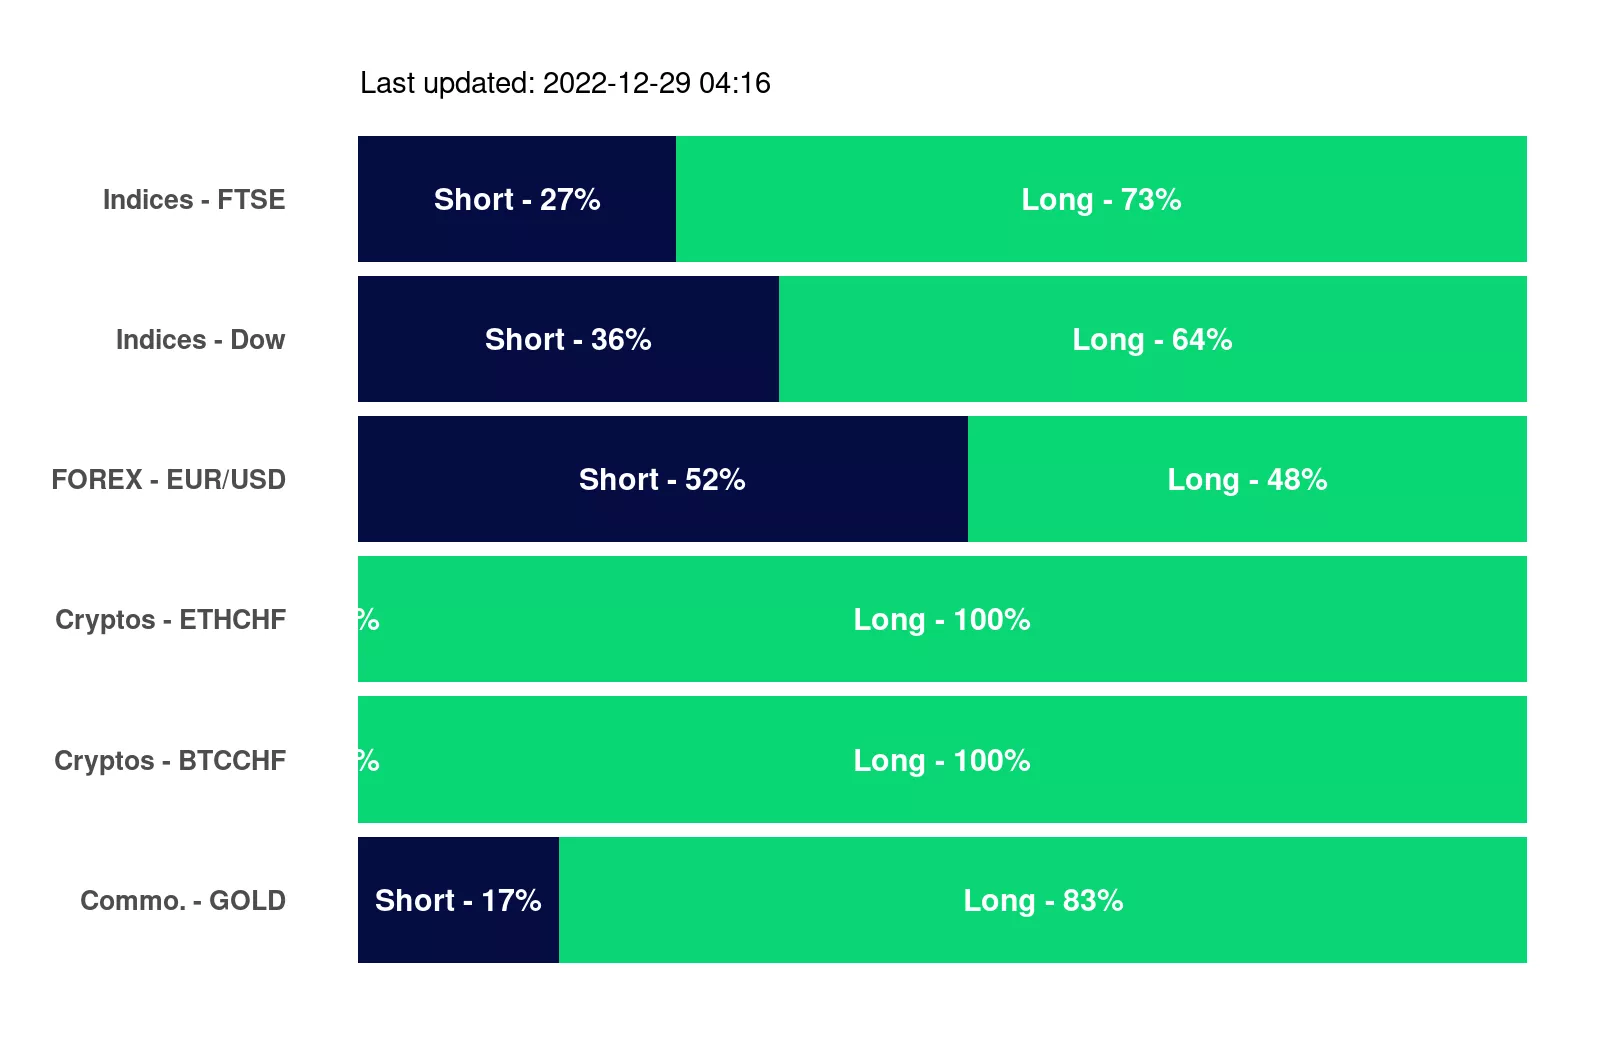 Last updated: 2022-12-29 04:16
Indices - FTSE Short - 27% Long - 73%
Indices - Dow Short - 36% Long - 64%
FOREX - EUR/USD Short - 52% Long - 48%
Cryptos - ETHCHF % Long - 100%
Cryptos - BTCCHF % Long - 100%
Commo. - GOLD Short - 17% Long - 83%